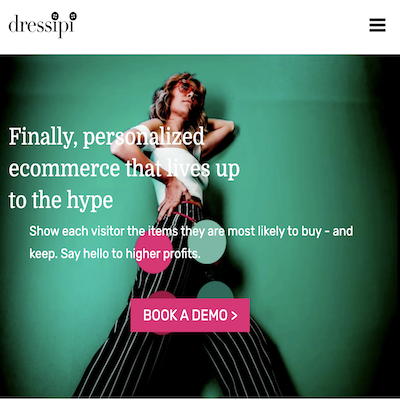 dressipi
Finally, personalized
ecommerce that lives up
to the hype
Show each visitor the items they are most likely to buy - and
keep. Say hello to higher profits.
BOOK A DEMO >